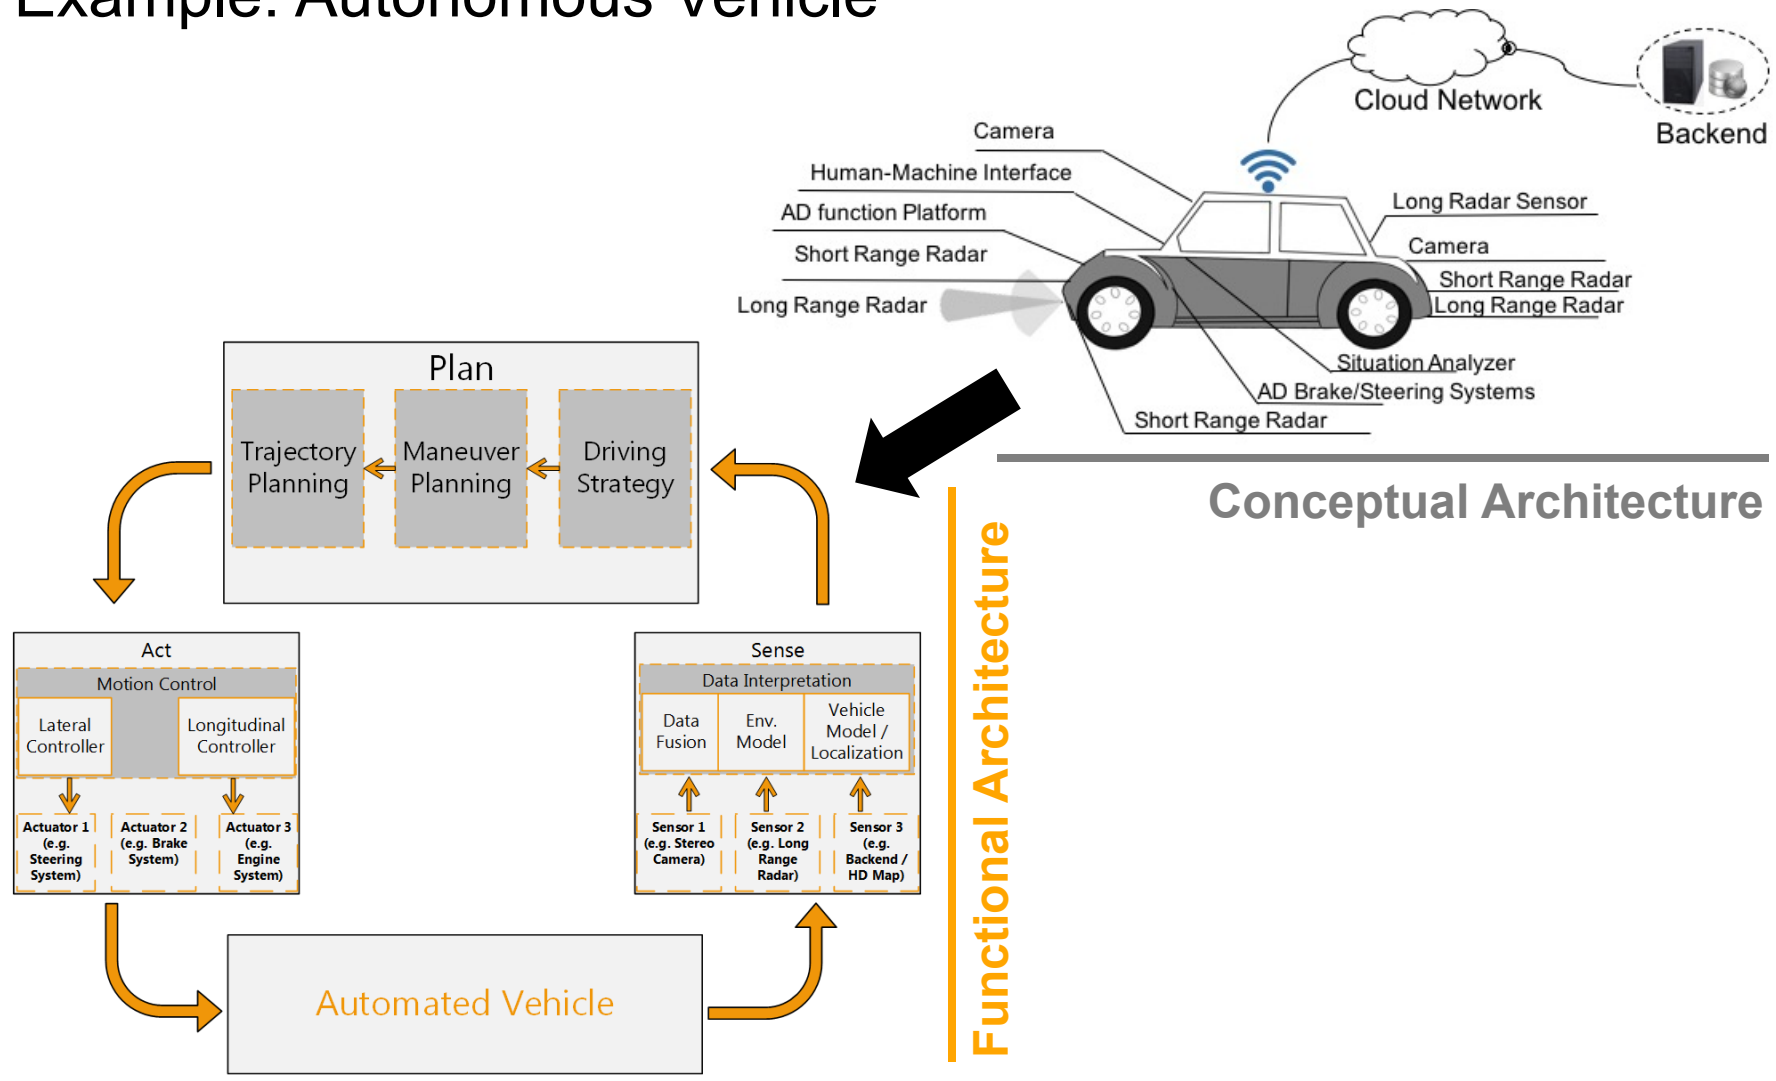 Example: Autonomous Vehicle
Cloud Network
Backend
Camera
Human-Machine Interface
AD function Platform
Short Range Radar
Long Range Radar
Long Radar Sensor
Camera
Short Range Radar
Long Range Radar
Situation Analyzer
AD Brake/Steering Systems
Short Range Radar
Conceptual Architecture
Functional Architecture
Plan
Trajectory
Planning
Maneuver
Planning
Driving
Strategy
Act
Motion Control
Lateral
Controller
Longitudinal
Controller
Actuator 1
(e.g.
Steering
System)
Actuator 2
(e.g. Brake
System)
Actuator 3
(e.g.
Engine
System)
Sense
Data Interpretation
Data
Fusion
Env.
Model
Vehicle
Model /
Localization
Sensor 1
(e.g. Stereo
Camera)
Sensor 2
(e.g. Long
Range
Radar)
Sensor 3
(e.g.
Backend /
HD Map)
Automated Vehicle